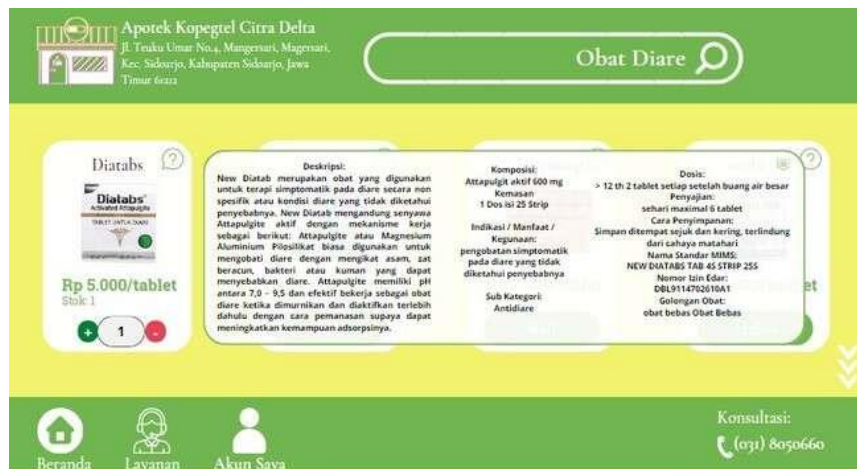 Apotek Kopegtel Citra Delta
Jl. Teuku Umar No.4, Mangersari, Magersari,
Kec. Sidoarjo, Kabupaten Sidoarjo, Jawa
Timur 61212
Obat Diare
Diatabs
?
Diatabs
Activated Attapulgite
TABLET UNTUK DIARE
Rp 5.000/tablet
Stok: 1
+ 1 -
Deskripsi:
New Diatab merupakan obat yang digunakan
untuk terapi simptomatik pada diare secara non
spesifik atau kondisi diare yang tidak diketahui
penyebabnya. New Diatab mengandung senyawa
Attapulgite aktif dengan mekanisme kerja
sebagai berikut: Attapulgite atau Magnesium
Aluminium Pilosilikat biasa digunakan untuk
mengobati diare dengan mengikat asam, zat
beracun, bakteri atau kuman yang dapat
menyebabkan diare. Attapulgite memiliki pH
antara 7,0 - 9,5 dan efektif bekerja sebagai obat
diare ketika dimurnikan dan diaktifkan terlebih
dahulu dengan cara pemanasan supaya dapat
meningkatkan kemampuan adsorpsinya.
Komposisi:
Attapulgit aktif 600 mg
Kemasan
1 Dos isi 25 Strip
Indikasi / Manfaat /
Kegunaan:
pengobatan simptomatik
pada diare yang tidak
diketahui penyebabnya
Sub Kategori:
Antidiare
Dosis:
> 12 th 2 tablet setiap setelah buang air besar
Penyajian:
sehari maximal 6 tablet
Cara Penyimpanan:
Simpan ditempat sejuk dan kering, terlindung
dari cahaya matahari
Nama Standar MIMS:
NEW DIATABS TAB 4S STRIP 25S
Nomor Izin Edar:
DBL9114702610A1
Golongan Obat:
obat bebas Obat Bebas
?
et
Beranda
Layanan
Akun Saya
Konsultasi:
(031) 8050660